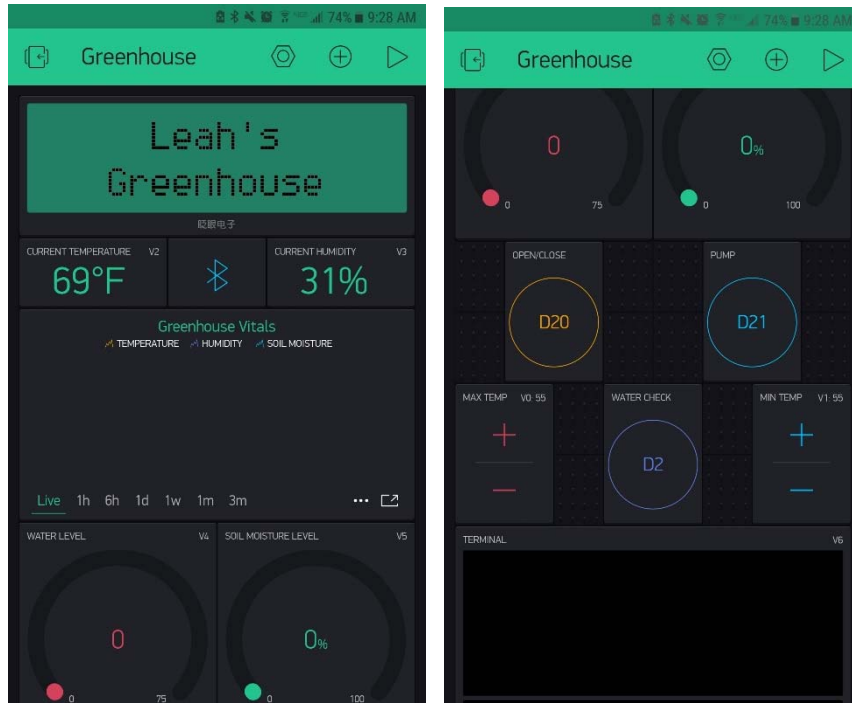 74% 9:28 AM
Greenhouse
Leah's
Greenhouse
眨眼电子
CURRENT TEMPERATURE V2
69°F
CURRENT HUMIDITY V3
31%
Greenhouse Vitals
TEMPERATURE HUMIDITY SOIL MOISTURE
Live 1h 6h 1d 1w 1m 3m
WATER LEVEL V4
0
0 75
SOIL MOISTURE LEVEL V5
0%
0 100
74% 9:28 AM
Greenhouse
0
0 75
0%
0 100
OPEN/CLOSE
D20
PUMP
D21
MAX TEMP V0: 55
+
—
WATER CHECK
D2
MIN TEMP V1: 55
+
—
TERMINAL V6